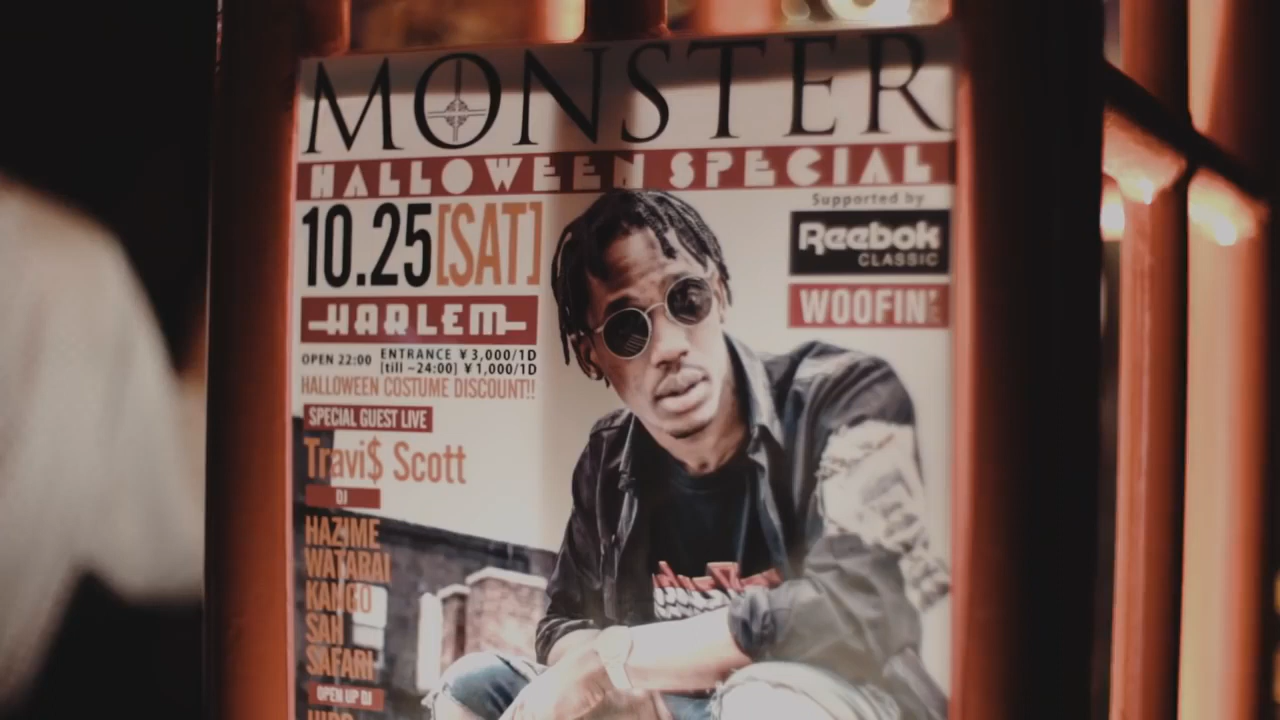 MONSTER
HALLOWEEN SPECIAL
10.25[SAT]
HARLEM
OPEN 22:00 ENTRANCE ¥3,000/1D
[till ~24:00] ¥1,000/1D
HALLOWEEN COSTUME DISCOUNT!!
SPECIAL GUEST LIVE
Travi$ Scott
DJ
HAZIME
WATARAI
KANGO
SAH
SAFARI
OPEN UP DJ
Supported by
Reebok
CLASSIC
WOOFIN'